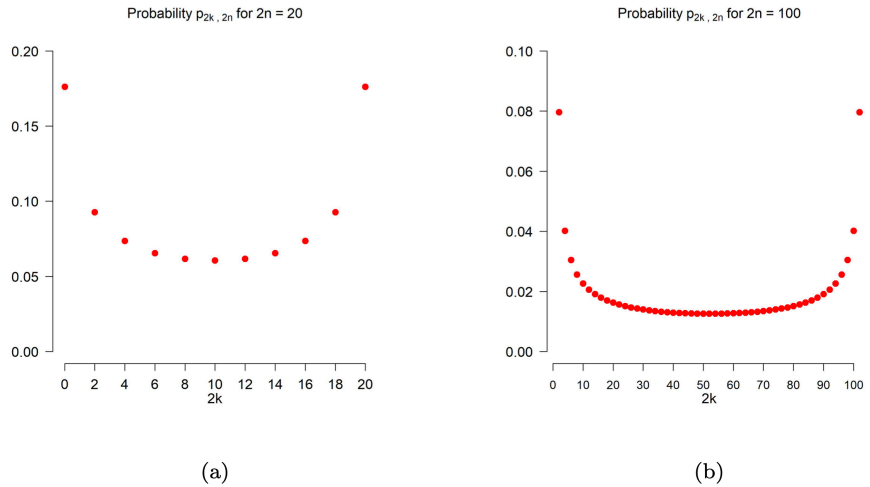 Probability p2k , 2n for 2n = 20
0.20
0.15
0.10
0.05
0.00
0 2 4 6 8 10 12 14 16 18 20
2k
(a)
Probability p2k , 2n for 2n = 100
0.10
0.08
0.06
0.04
0.02
0.00
0 10 20 30 40 50 60 70 80 90 100
2k
(b)